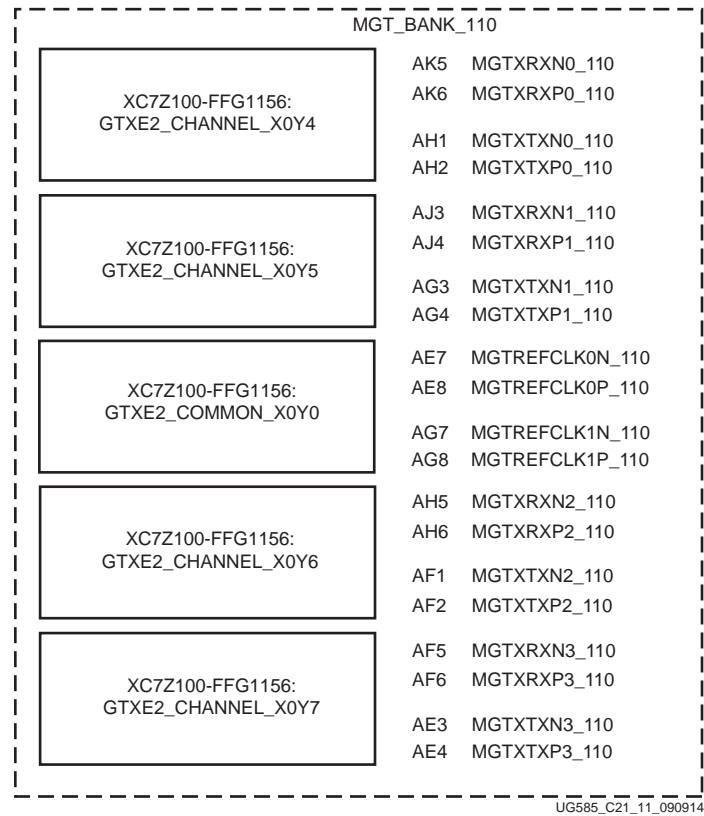 MGT_BANK_110
XC7Z100-FFG1156:
GTXE2_CHANNEL_X0Y4
AK5 MGTXRXN0_110
AK6 MGTXRXP0_110
AH1 MGTXTXN0_110
AH2 MGTXTXP0_110
XC7Z100-FFG1156:
GTXE2_CHANNEL_X0Y5
AJ3 MGTXRXN1_110
AJ4 MGTXRXP1_110
AG3 MGTXTXN1_110
AG4 MGTXTXP1_110
XC7Z100-FFG1156:
GTXE2_COMMON_X0Y0
AE7 MGTREFCLK0N_110
AE8 MGTREFCLK0P_110
AG7 MGTREFCLK1N_110
AG8 MGTREFCLK1P_110
XC7Z100-FFG1156:
GTXE2_CHANNEL_X0Y6
AH5 MGTXRXN2_110
AH6 MGTXRXP2_110
AF1 MGTXTXN2_110
AF2 MGTXTXP2_110
XC7Z100-FFG1156:
GTXE2_CHANNEL_X0Y7
AF5 MGTXRXN3_110
AF6 MGTXRXP3_110
AE3 MGTXTXN3_110
AE4 MGTXTXP3_110
UG585_C21_11_090914